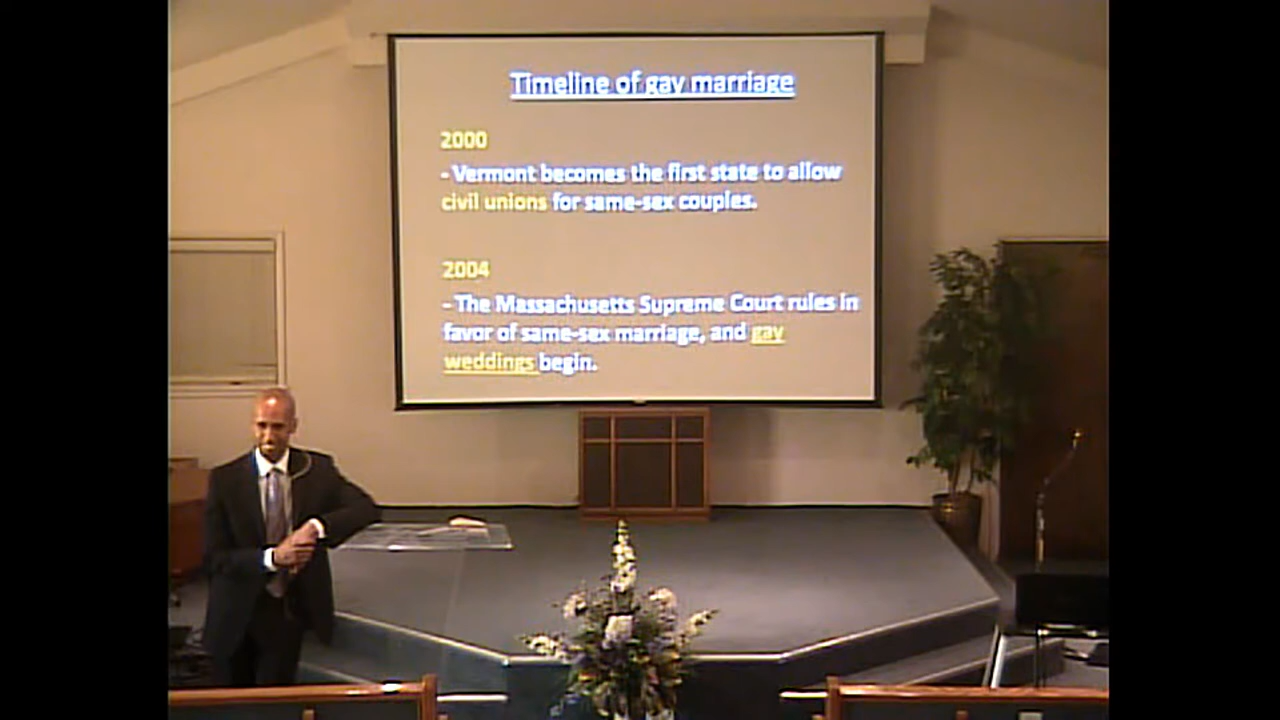 Timeline of gay marriage
2000
- Vermont becomes the first state to allow
civil unions for same-sex couples.
2004
- The Massachusetts Supreme Court rules in
favor of same-sex marriage, and gay
weddings begin.